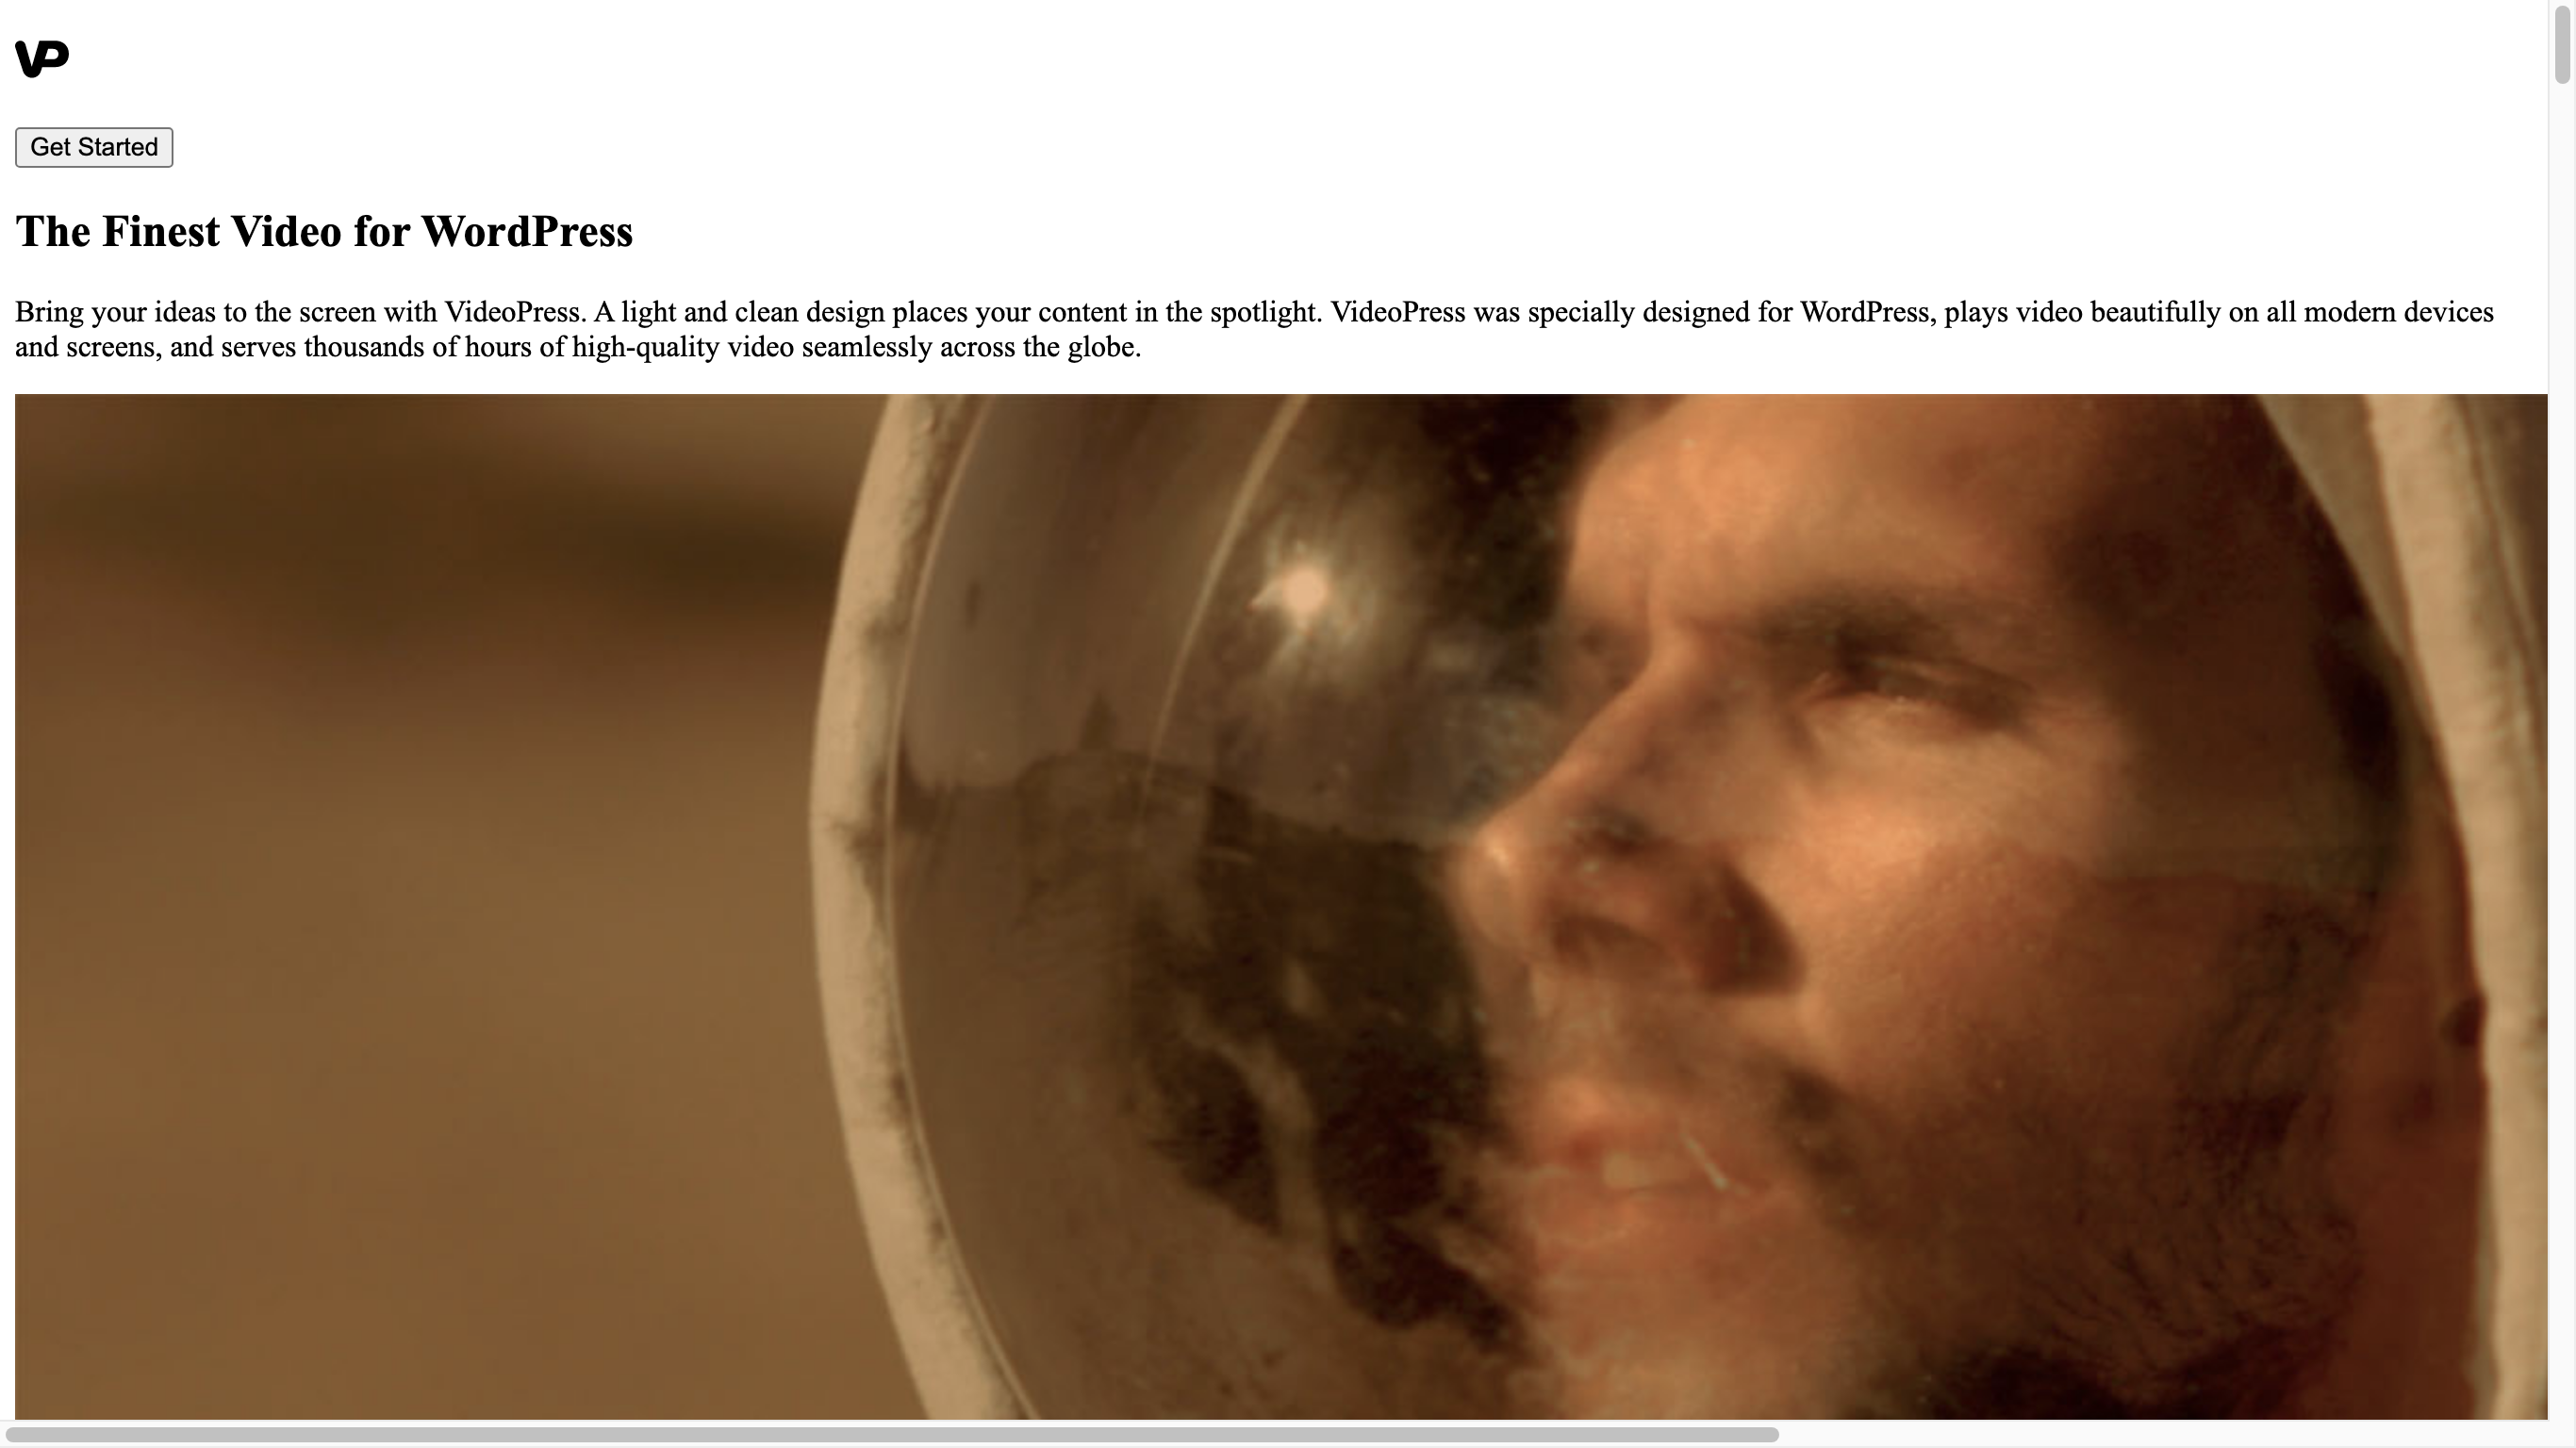 VP
Get Started
The Finest Video for WordPress
Bring your ideas to the screen with VideoPress. A light and clean design places your content in the spotlight. VideoPress was specially designed for WordPress, plays video beautifully on all modern devices
and screens, and serves thousands of hours of high-quality video seamlessly across the globe.